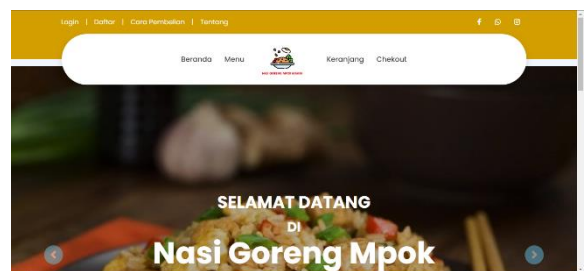 Login | Daftar | Cara Pembelian | Tentang
Beranda Menu Keranjang Chekout
SELAMAT DATANG
DI
Nasi Goreng Mpok